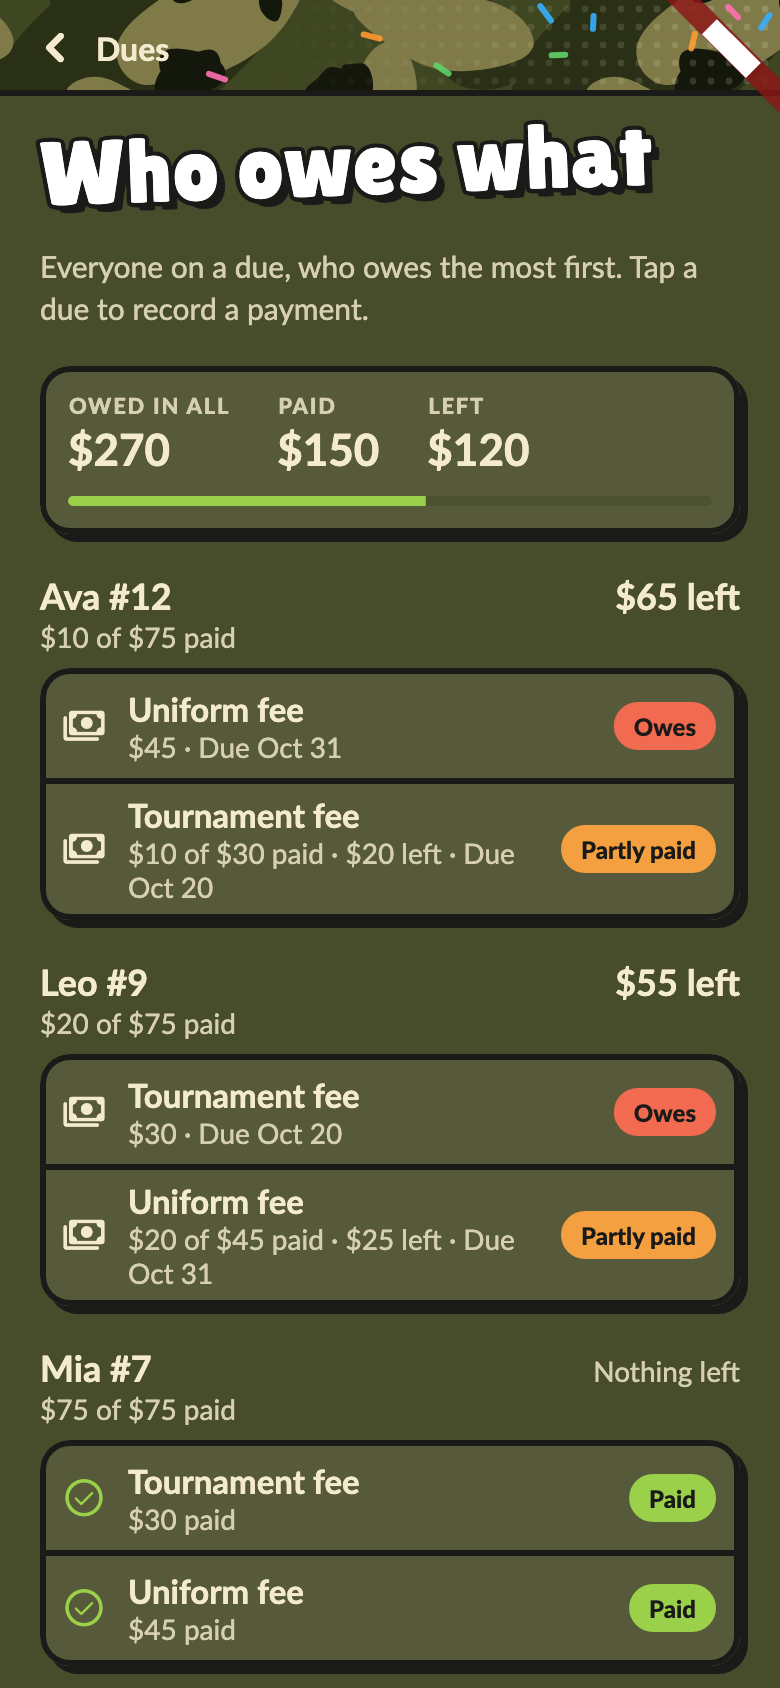 Dues
Who owes what
Everyone on a due, who owes the most first. Tap a
due to record a payment.
OWED IN ALL PAID LEFT
$270 $150 $120
Ava #12 $65 left
$10 of $75 paid
Uniform fee
$45 · Due Oct 31
Owes
Tournament fee
$10 of $30 paid · $20 left · Due
Oct 20
Partly paid
Leo #9 $55 left
$20 of $75 paid
Tournament fee
$30 · Due Oct 20
Owes
Uniform fee
$20 of $45 paid · $25 left · Due
Oct 31
Partly paid
Mia #7 Nothing left
$75 of $75 paid
Tournament fee
$30 paid
Paid
Uniform fee
$45 paid
Paid